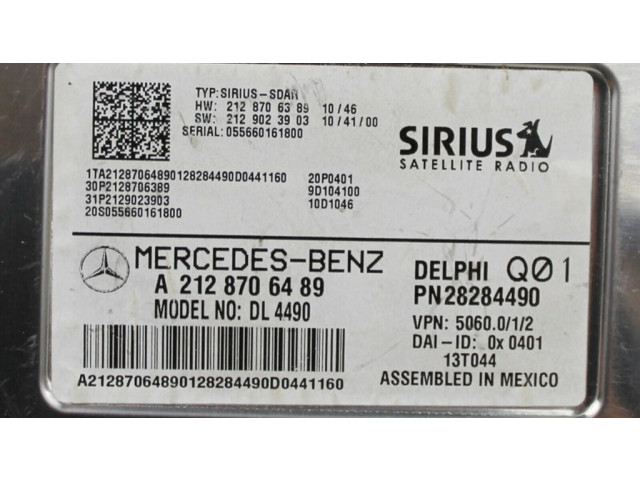 TYP: SIRIUS-SDAR
HW: 212 870 63 89 10 / 46
SW: 212 902 39 03 10 / 41 / 00
SERIAL: 055660161800
SIRIUS
SATELLITE RADIO
1TA21287064890128284490D0441160 20P0401
30P2128706389 9D104100
31P2129023903 10D1046
20S055660161800
MERCEDES-BENZ
A 212 870 64 89
MODEL NO: DL 4490
A21287064890128284490D0441160
DELPHI Q01
PN28284490
VPN: 5060.0/1/2
DAI - ID: 0x 0401
13T044
ASSEMBLED IN MEXICO